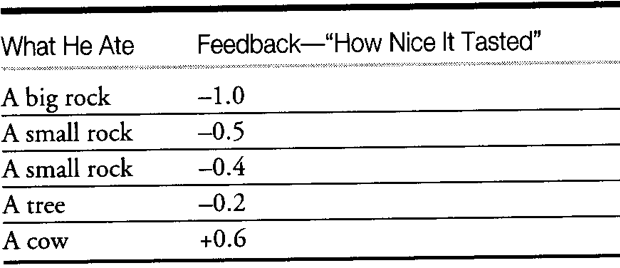 What He Ate Feedback—“How Nice It Tasted”
A big rock –1.0
A small rock –0.5
A small rock –0.4
A tree –0.2
A cow +0.6